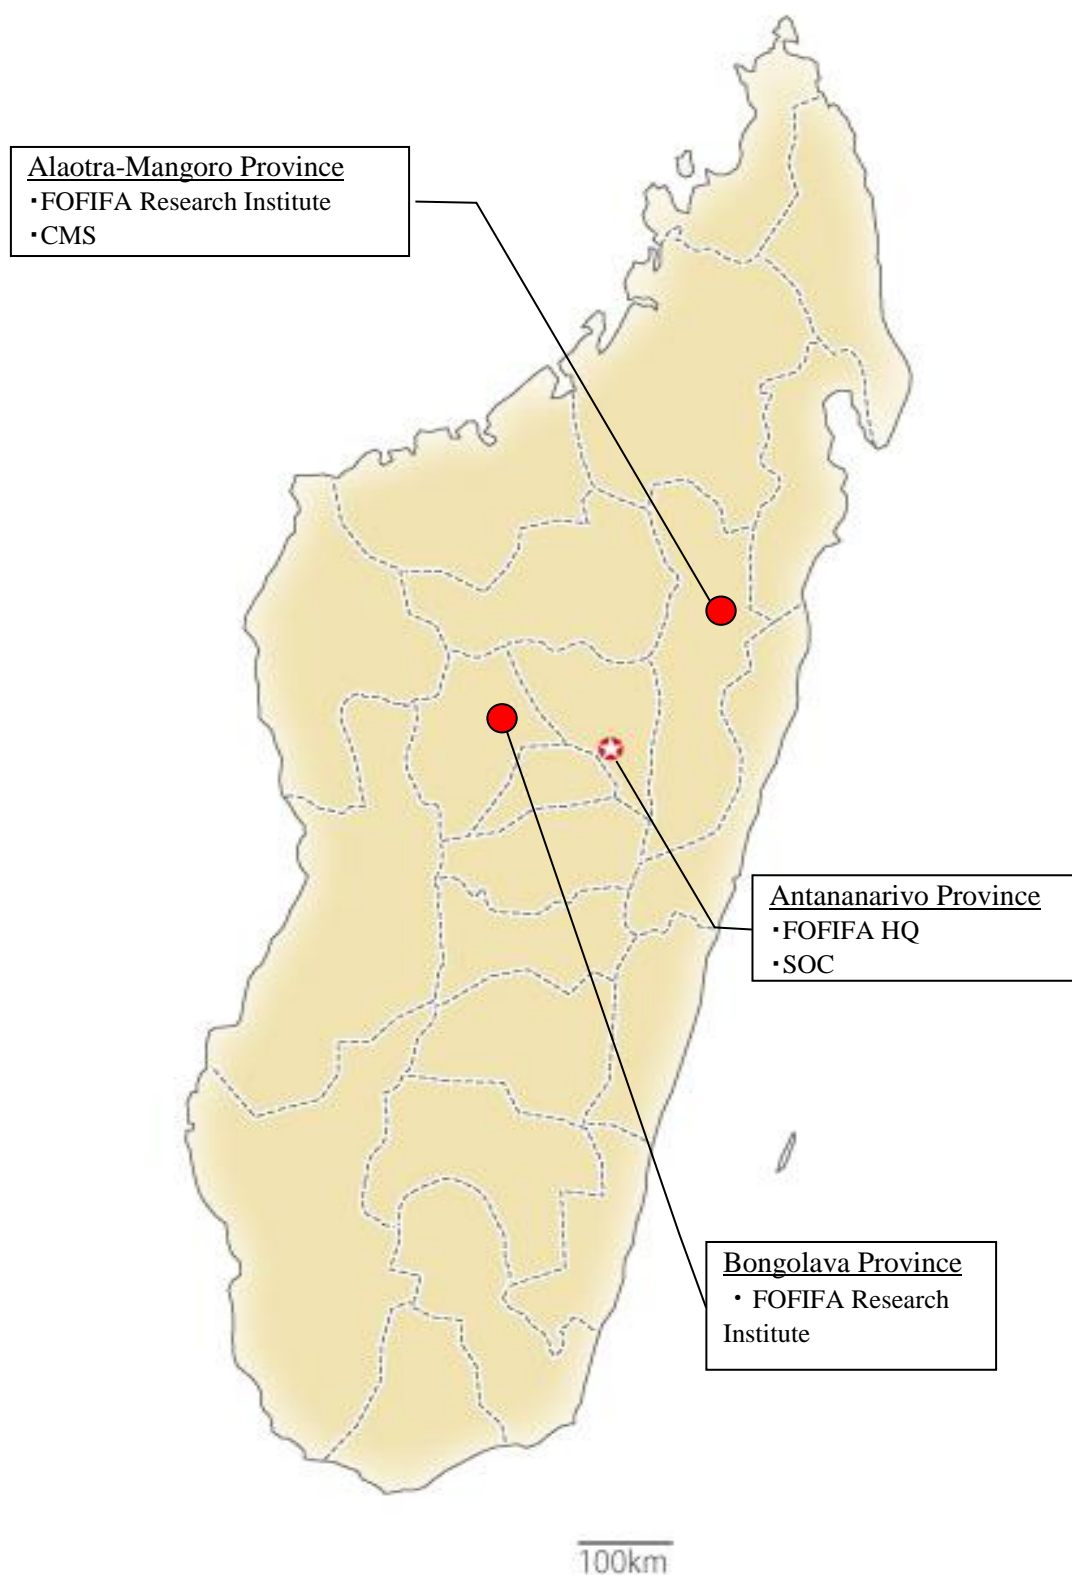 Alaotra-Mangoro Province
・FOFIFA Research Institute
・CMS
Antananarivo Province
・FOFIFA HQ
・SOC
Bongolava Province
・ FOFIFA Research
Institute
100km